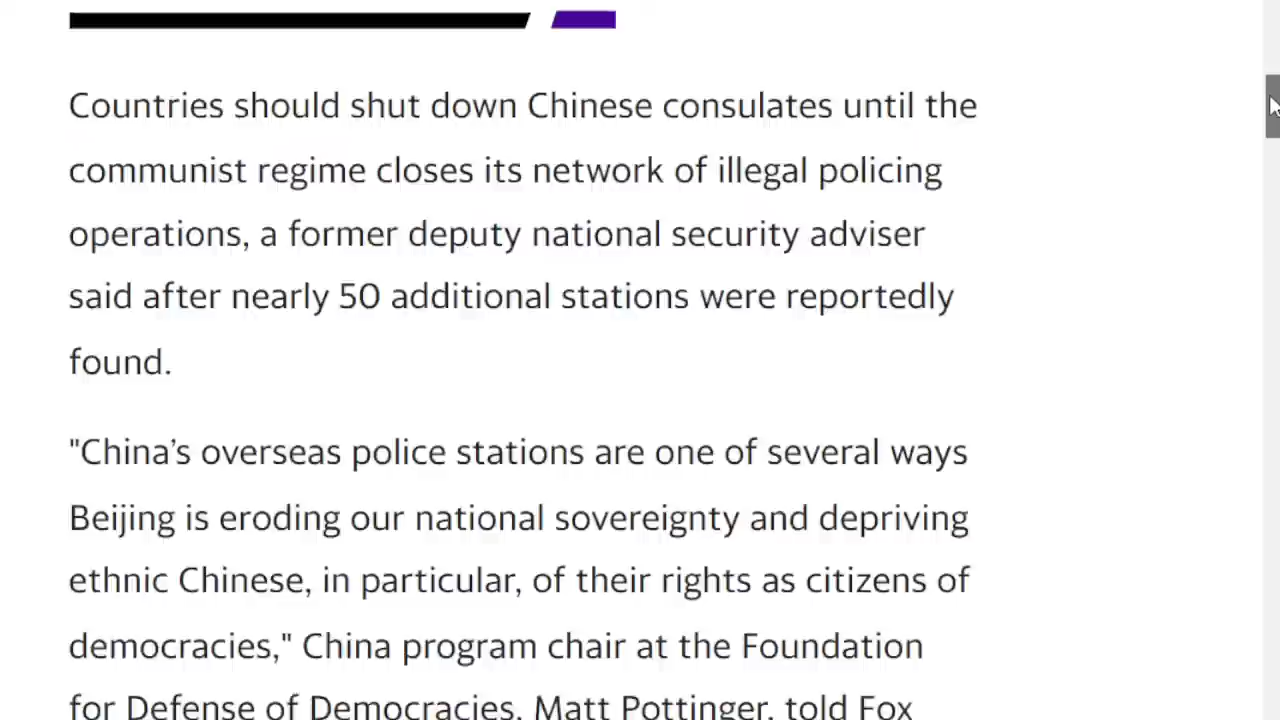 Countries should shut down Chinese consulates until the
communist regime closes its network of illegal policing
operations, a former deputy national security adviser
said after nearly 50 additional stations were reportedly
found.
"China’s overseas police stations are one of several ways
Beijing is eroding our national sovereignty and depriving
ethnic Chinese, in particular, of their rights as citizens of
democracies," China program chair at the Foundation
for Defense of Democracies, Matt Pottinger, told Fox